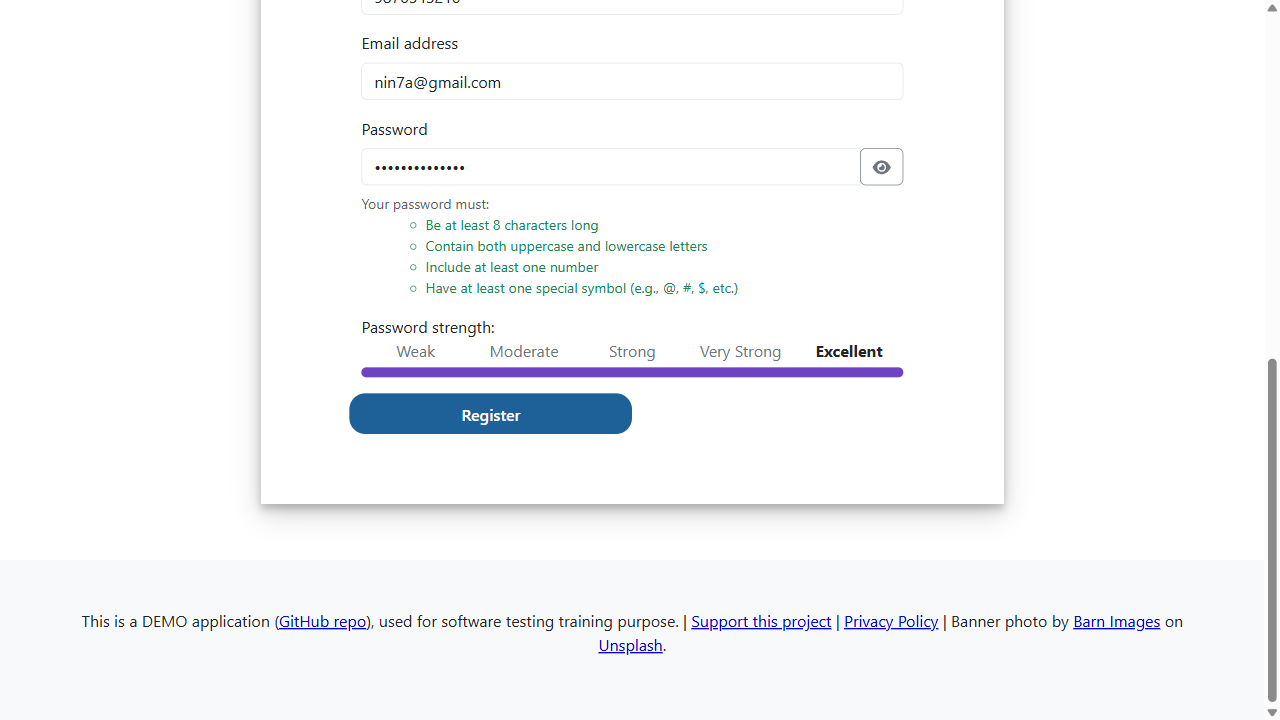 Email address
nin7a@gmail.com
Password
••••••••••••••
Your password must:
Be at least 8 characters long
Contain both uppercase and lowercase letters
Include at least one number
Have at least one special symbol (e.g., @, #, $, etc.)
Password strength:
Weak Moderate Strong Very Strong Excellent
Register
This is a DEMO application (GitHub repo), used for software testing training purpose. | Support this project | Privacy Policy | Banner photo by Barn Images on
Unsplash.